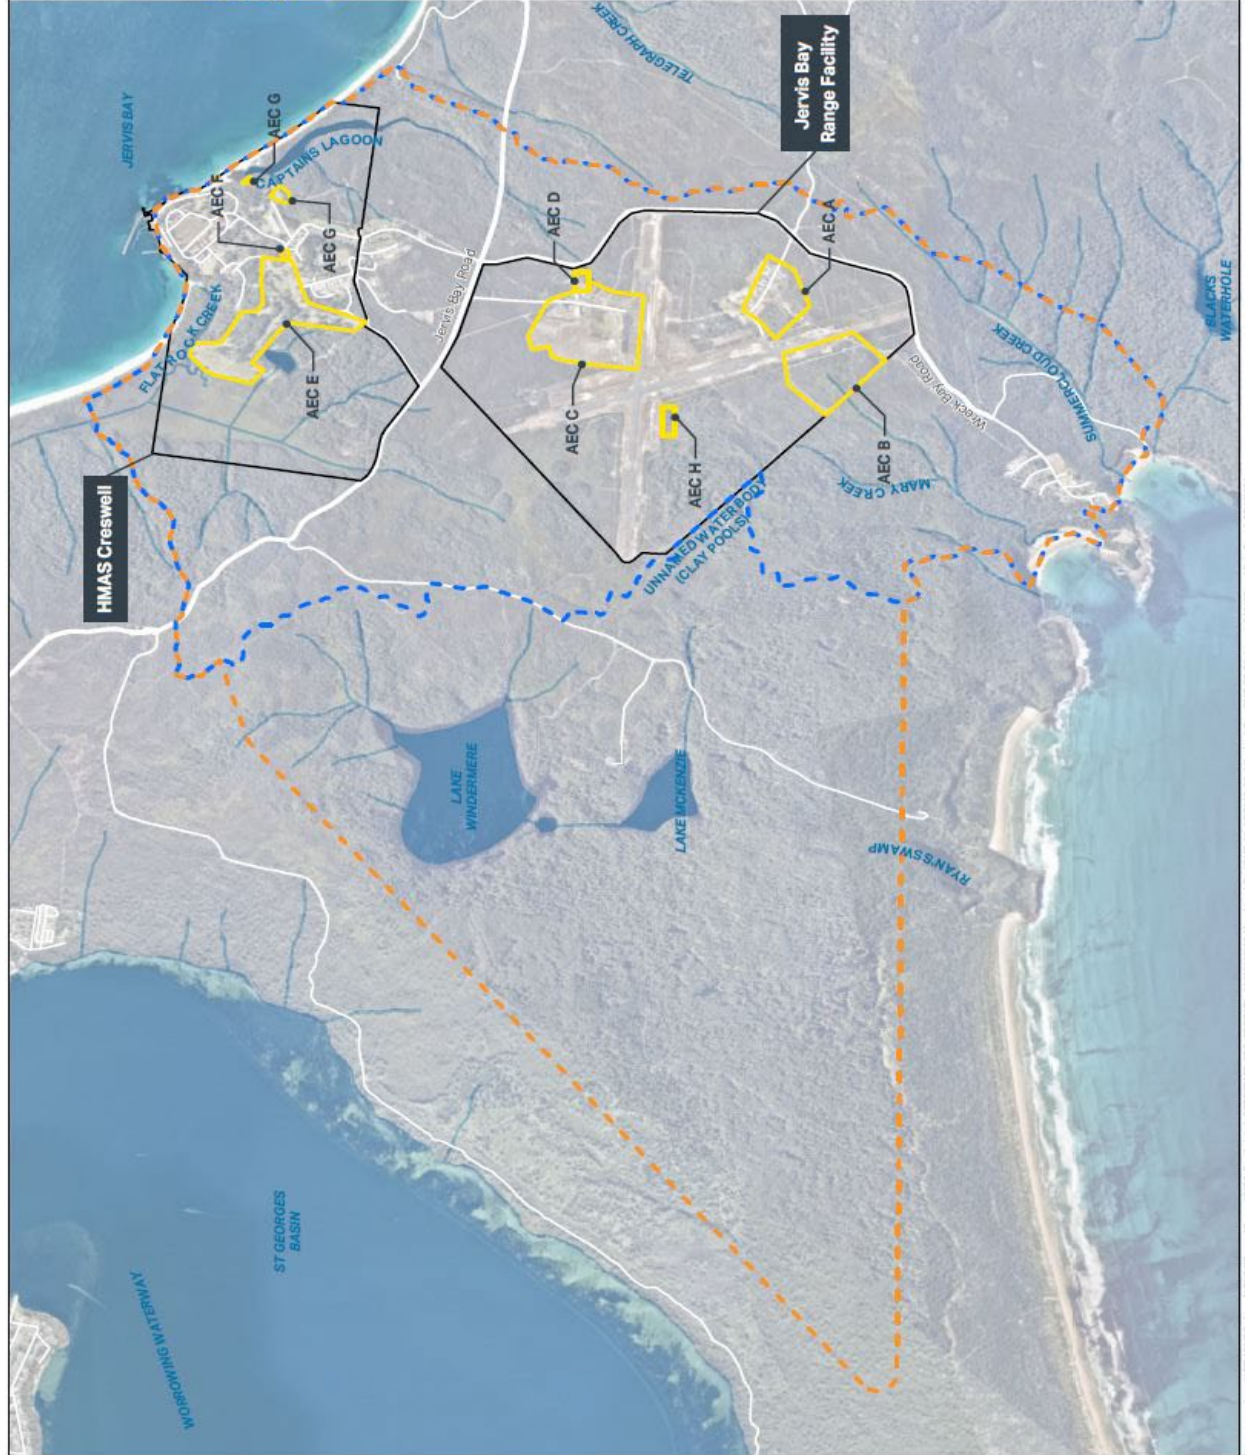 JERVIS BAY
TELEGRAPH CREEK
Jervis Bay
Range Facility
AEC G
CAPTAINS LAGOON
AEC F
AEC G
FLAT ROCK CREEK
AEC E
HMAS Creswell
Jervis Bay Road
AEC D
AEC C
AEC A
AEC H
AEC B
MARY CREEK
Wreck Bay Road
SUMMERCLOUD CREEK
BLACKS
WATERHOLE
UNNAMED WATER BODY
(CLAY POOLS)
LAKE
WINDERMERE
LAKE MCKENZIE
RYAN'S SWAMP
ST GEORGES
BASIN
WORROWING WATERWAY